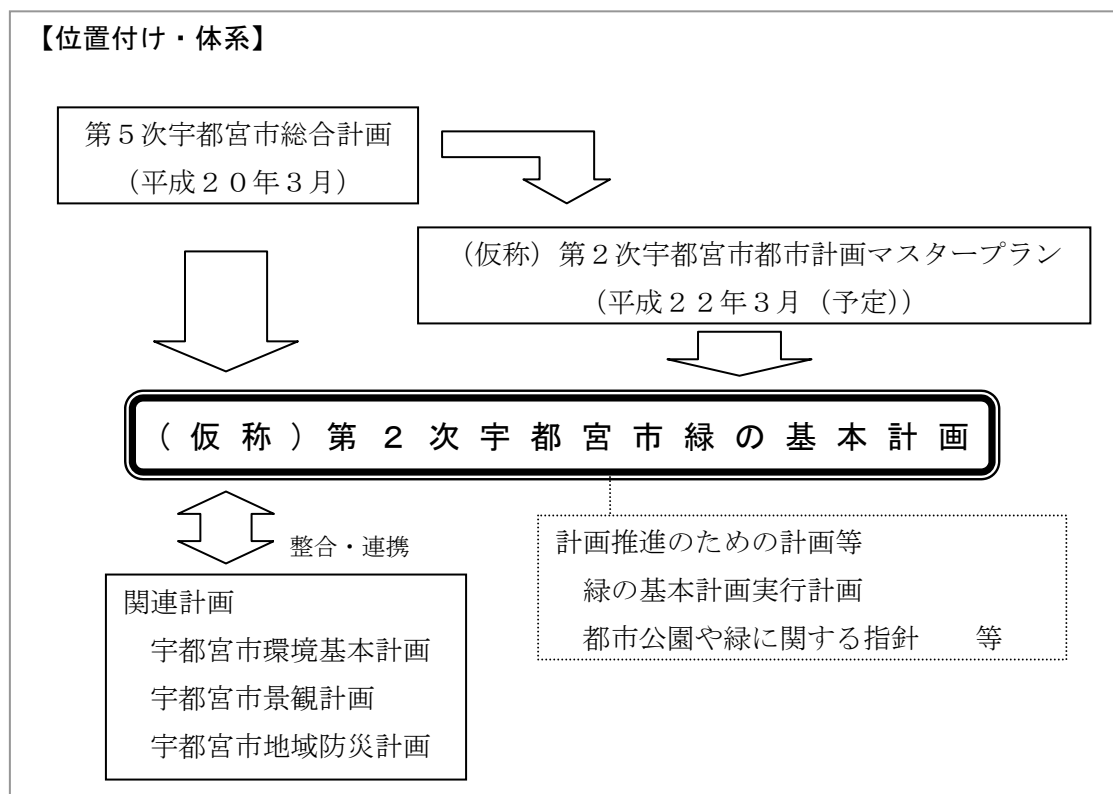 【位置付け・体系】
第５次宇都宮市総合計画
（平成２０年３月）
（仮称）第２次宇都宮市都市計画マスタープラン
（平成２２年３月（予定））
（仮称）第２次宇都宮市緑の基本計画
整合・連携
計画推進のための計画等
緑の基本計画実行計画
都市公園や緑に関する指針　　等
関連計画
宇都宮市環境基本計画
宇都宮市景観計画
宇都宮市地域防災計画